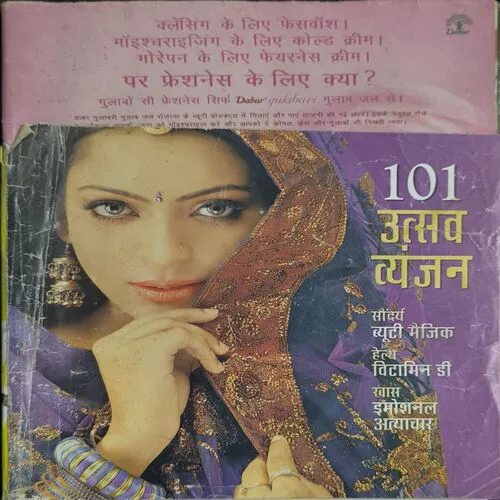 क्लेंसिंग के लिए फेसवॉश।
मॉइश्चराइज़िंग के लिए कोल्ड क्रीम।
गोरेपन के लिए फेयरनेस क्रीम।
पर फ्रेशनेस के लिए क्या?
गुलाबों सी फ्रेशनेस सिर्फ Dabur gulabari गुलाब जल से।
101
उत्सव
व्यंजन
सौंदर्य
ब्यूटी मैजिक
हेल्थ
विटामिन डी
खास
इमोशनल
अत्याचार